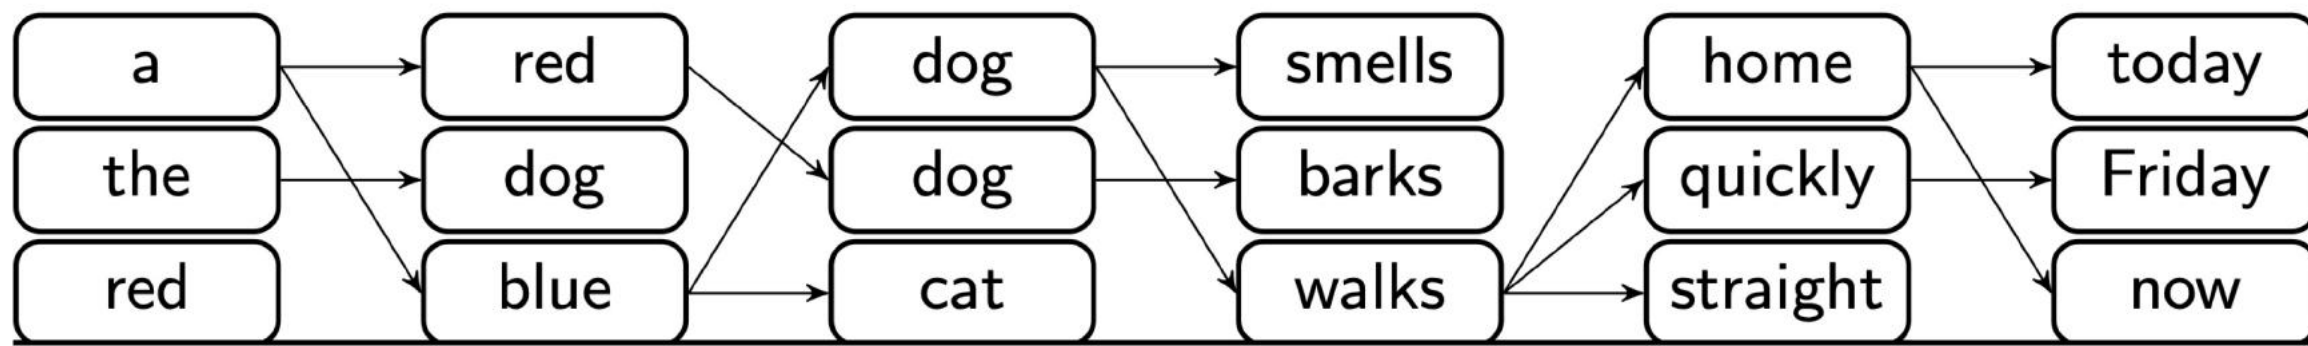 a red dog smells home today
the dog dog barks quickly Friday
red blue cat walks straight now